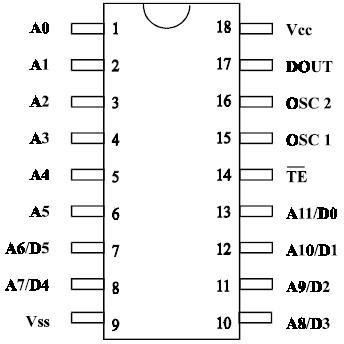 A0 1 18 Vcc
A1 2 17 DOUT
A2 3 16 OSC 2
A3 4 15 OSC 1
A4 5 14 T̅E̅
A5 6 13 A11/D0
A6/D5 7 12 A10/D1
A7/D4 8 11 A9/D2
Vss 9 10 A8/D3